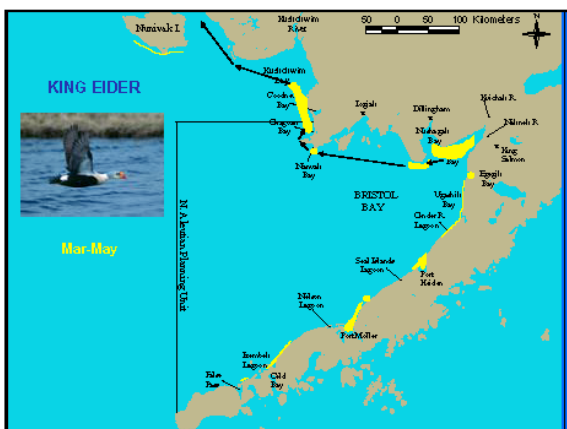 Nunivak I.
Kuskokwim
River
50 0 50 100 Kilometers
N
KING EIDER
Kuskokwim
Bay
Goodnews
Bay
Chagvan
Bay
Nanvak
Bay
Togiak
Dillingham
Nushagak
Bay
Bay
Kvichak R.
Naknek R.
King
Salmon
Egegik
Bay
Ugashik
Bay
Cinder R.
Lagoon
BRISTOL
BAY
Mar-May
N Aleutian Planning Unit
Seal Islands
Lagoon
Port
Heiden
Nelson
Lagoon
Port Moller
Izembek
Lagoon
Cold
Bay
False
Pass